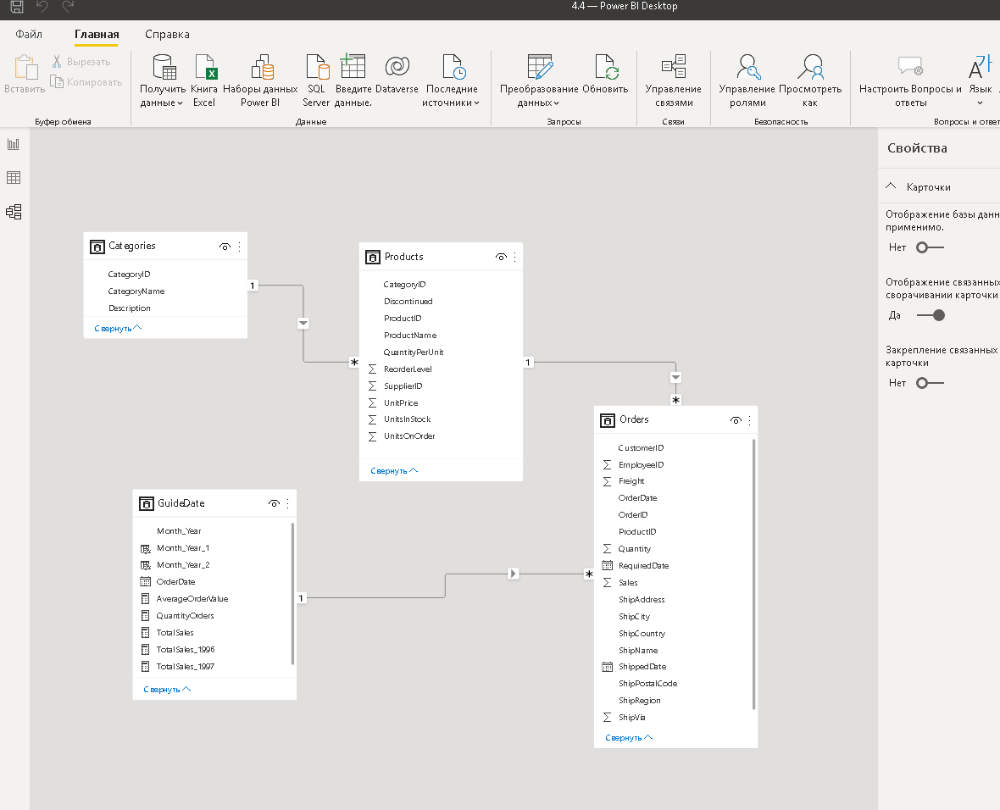 4.4 — Power BI Desktop
Файл
Главная
Справка
Вставить
Вырезать
Копировать
Получить данные
Книга Excel
Наборы данных Power BI
SQL Server
Введите данные.
Dataverse
Последние источники
Преобразование данных
Обновить
Управление связями
Управление ролями
Просмотреть как
Настроить Вопросы и ответы
Язык
Буфер обмена
Данные
Запросы
Связи
Безопасность
Вопросы и отве
Categories
CategoryID
CategoryName
Description
Свернуть
1
*
Products
CategoryID
Discontinued
ProductID
ProductName
QuantityPerUnit
ReorderLevel
SupplierID
UnitPrice
UnitsInStock
UnitsOnOrder
Свернуть
1
*
GuideDate
Month_Year
Month_Year_1
Month_Year_2
OrderDate
AverageOrderValue
QuantityOrders
TotalSales
TotalSales_1996
TotalSales_1997
Свернуть
1
*
Orders
CustomerID
EmployeeID
Freight
OrderDate
OrderID
ProductID
Quantity
RequiredDate
Sales
ShipAddress
ShipCity
ShipCountry
ShipName
ShippedDate
ShipPostalCode
ShipRegion
ShipVia
Свернуть
Свойства
Карточки
Отображение базы данн
применимо.
Нет
Отображение связанных
сворачивании карточки
Да
Закрепление связанных
карточки
Нет